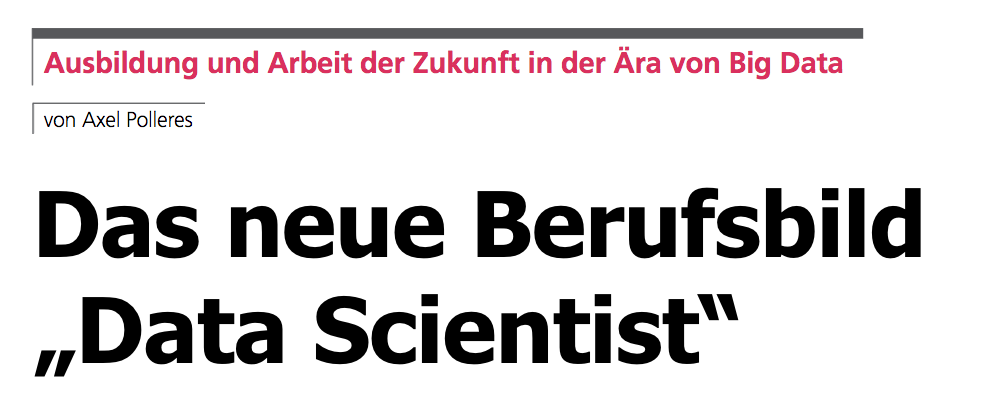 Ausbildung und Arbeit der Zukunft in der Ära von Big Data
von Axel Polleres
Das neue Berufsbild
„Data Scientist“